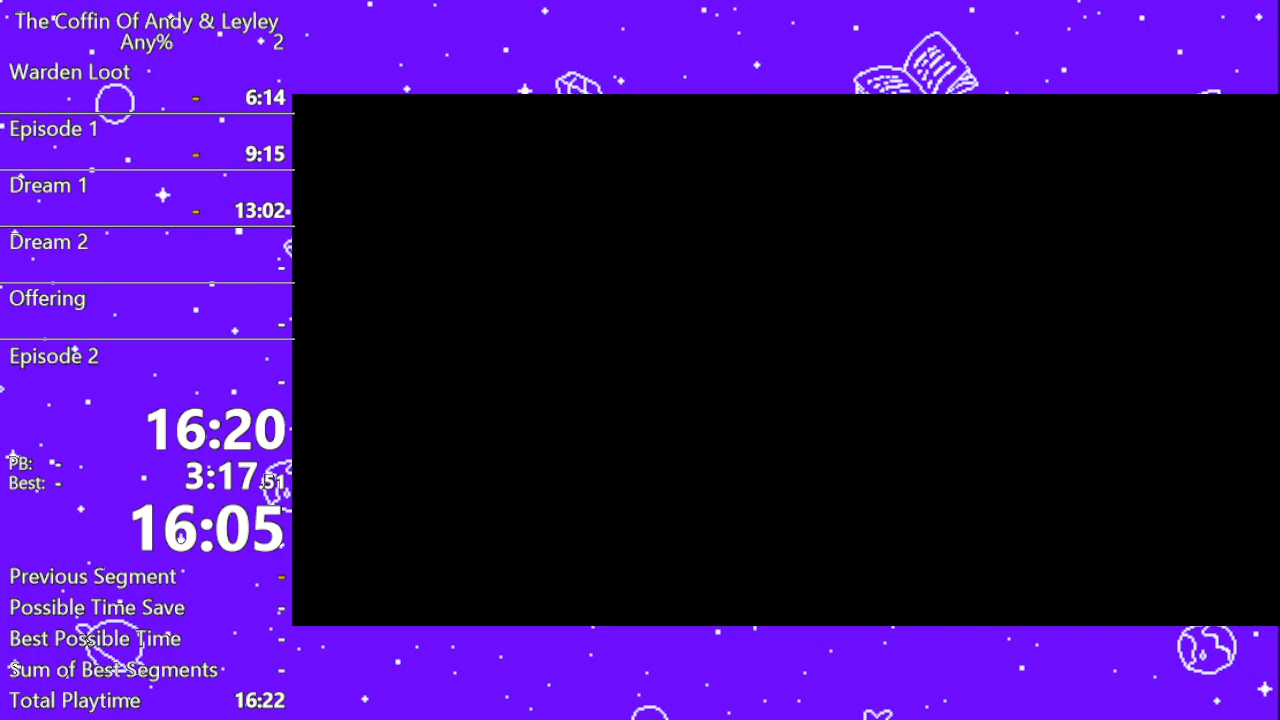 The Coffin Of Andy & Leyley
Any% 2
Warden Loot
- 6:14
Episode 1
- 9:15
Dream 1
- 13:02
Dream 2
-
Offering
-
Episode 2
-
16:20
PB: - 3:17.51
Best: -
16:05
Previous Segment -
Possible Time Save -
Best Possible Time -
Sum of Best Segments -
Total Playtime 16:22